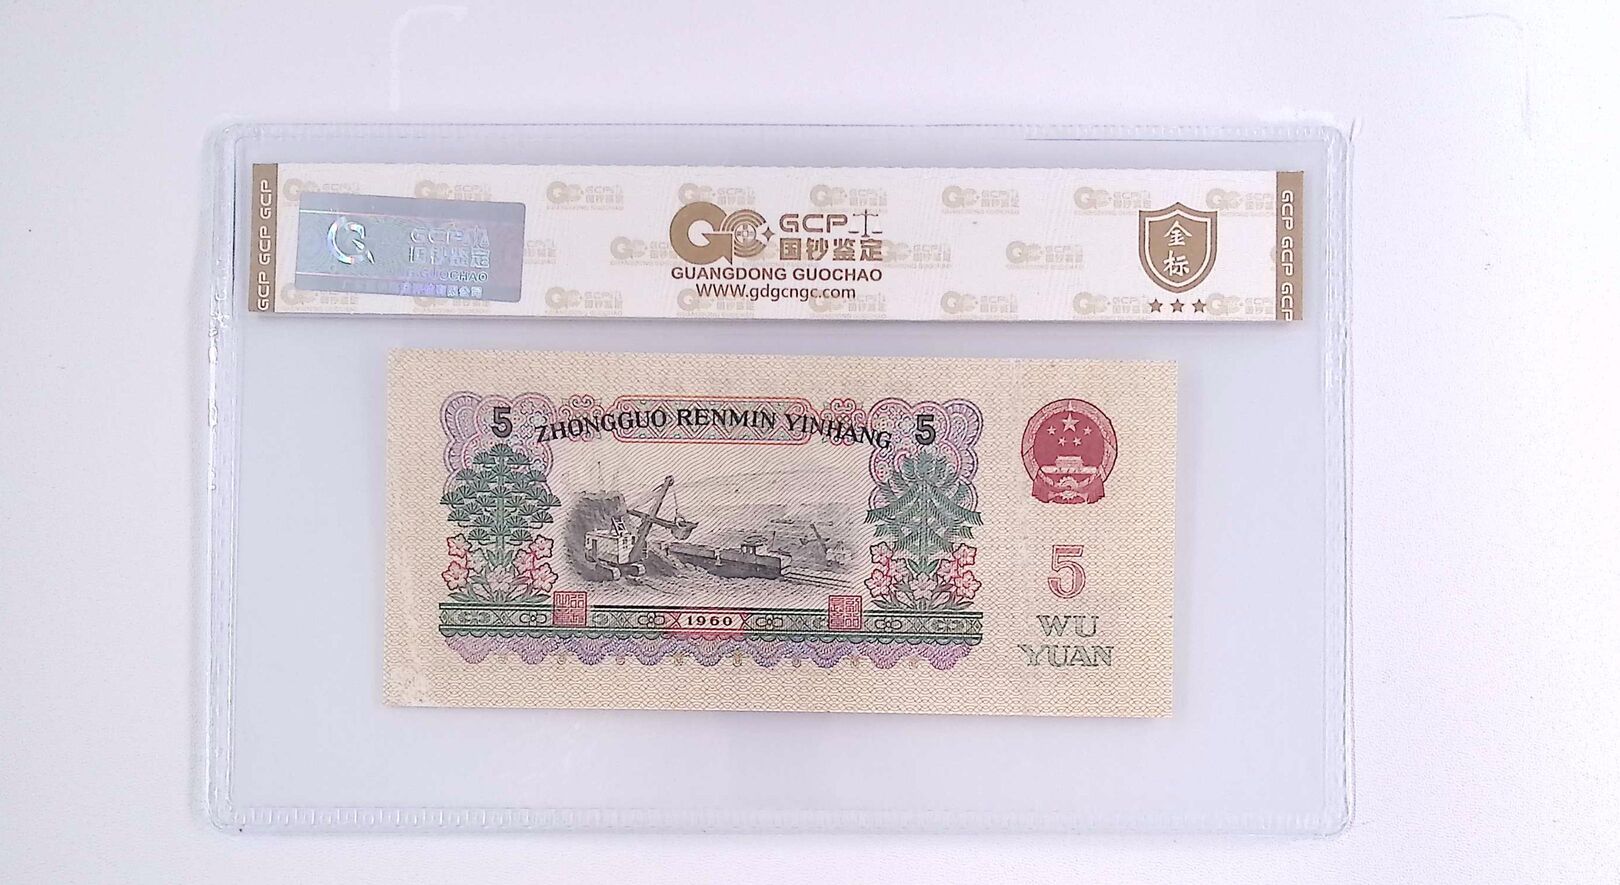 GCP GCP GCP
GCP
国钞鉴定
GUOCHAO
GCP
国钞鉴定
GUANGDONG GUOCHAO
WWW.gdgcngc.com
金
标
GCP GCP GCP
5
ZHONGGUO RENMIN YINHANG
5
1960
5
WU
YUAN